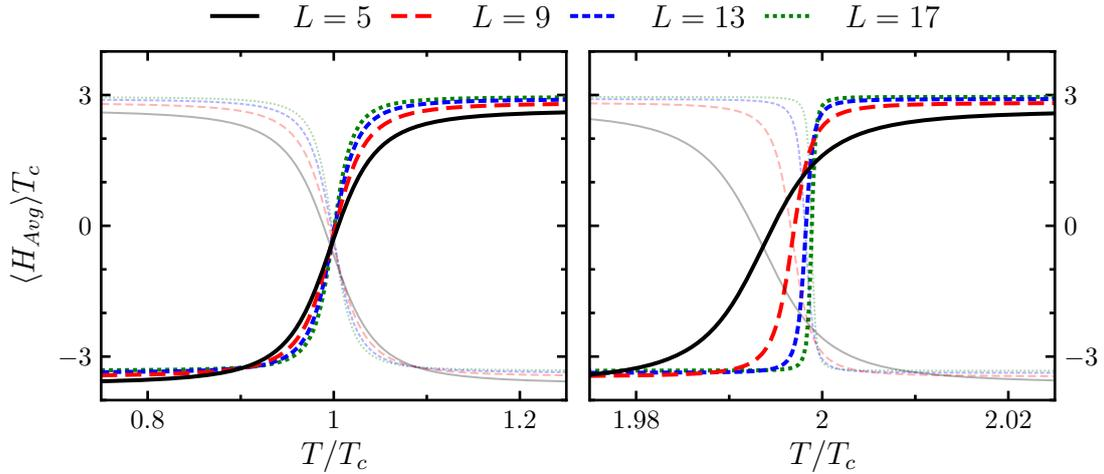 L = 5 L = 9 L = 13 L = 17
⟨H_{Avg}⟩T_c
3
0
−3
0.8 1 1.2
T/T_c
3
0
−3
1.98 2 2.02
T/T_c